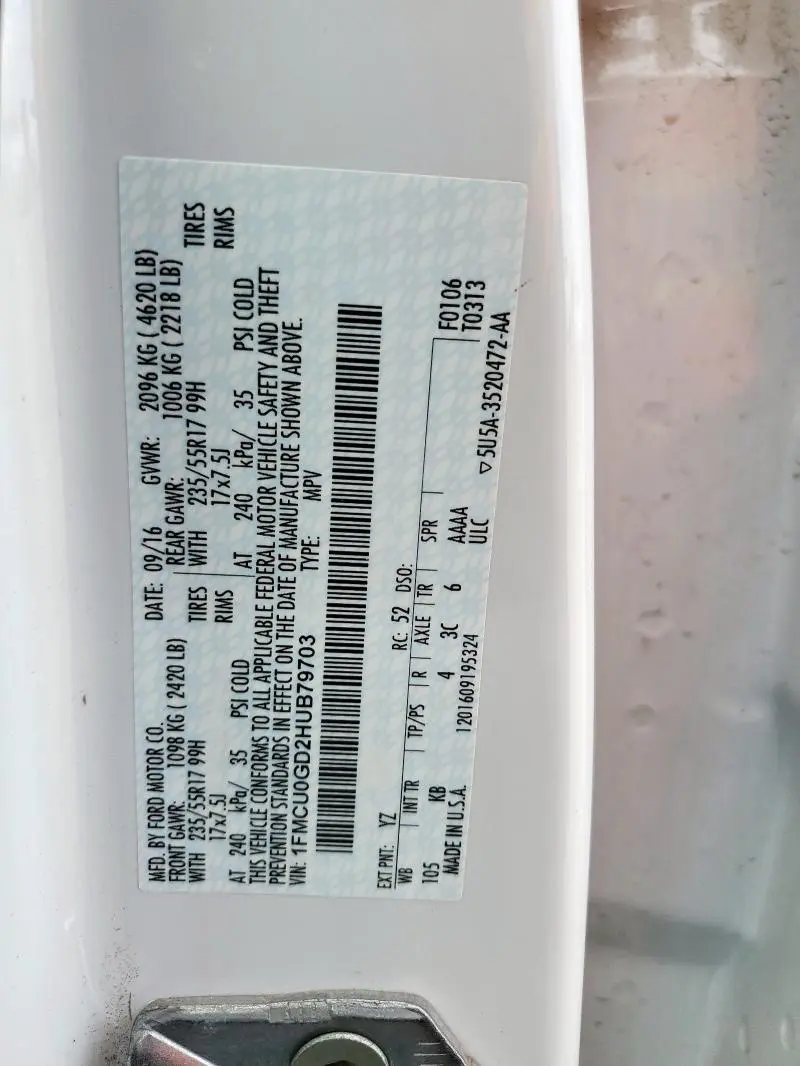 MFD. BY FORD MOTOR CO. DATE: 09/16 GVWR: 2096 KG ( 4620 LB)
FRONT GAWR: 1098 KG ( 2420 LB) REAR GAWR: 1006 KG ( 2218 LB)
WITH 235/55R17 99H TIRES WITH 235/55R17 99H TIRES
17x7.5J RIMS 17x7.5J RIMS
AT 240 kPa/ 35 PSI COLD AT 240 kPa/ 35 PSI COLD
THIS VEHICLE CONFORMS TO ALL APPLICABLE FEDERAL MOTOR VEHICLE SAFETY AND THEFT
PREVENTION STANDARDS IN EFFECT ON THE DATE OF MANUFACTURE SHOWN ABOVE.
VIN: 1FMCU0GD2HUB79703 TYPE: MPV
EXT PNT: YZ RC: 52 DSO:
WB INT TR TP/PS R AXLE TR SPR
105 KB 4 3C 6 AAAA F0106
ULC T0313
MADE IN U.S.A. 1201609195324 ▽5U5A-3520472-AA